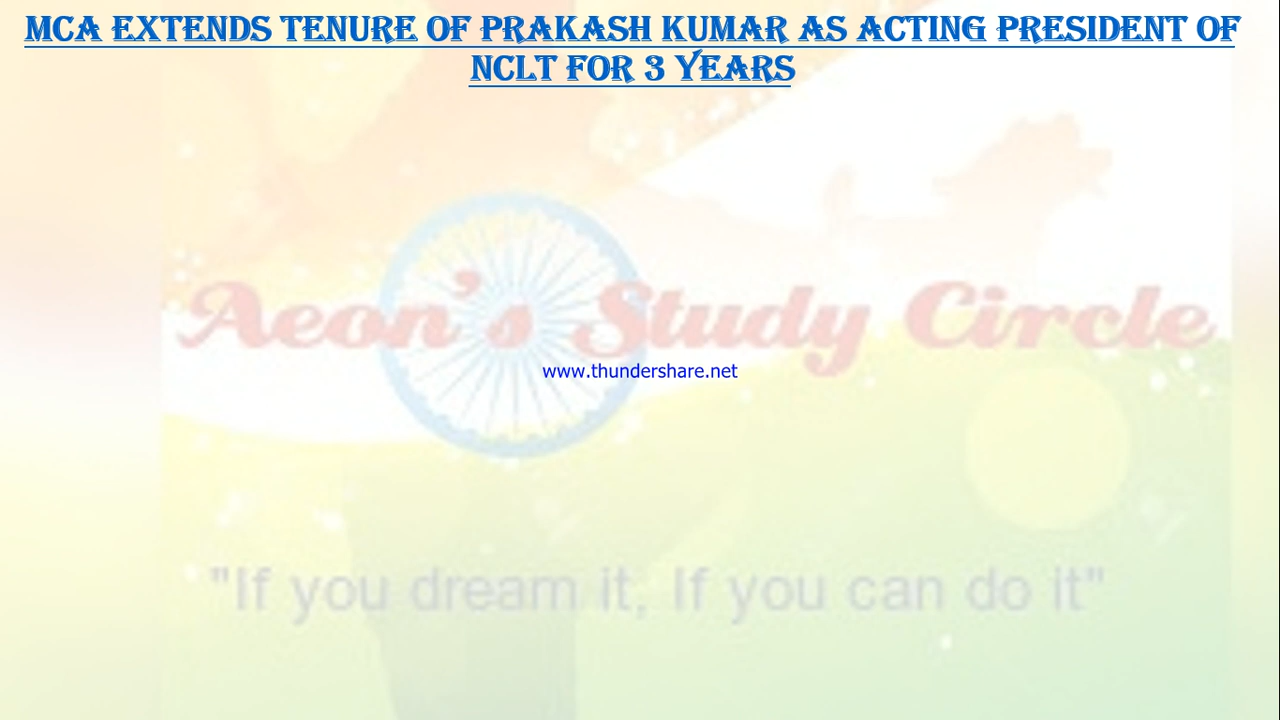 MCA EXTENDS TENURE OF PRAKASH KUMAR AS ACTING PRESIDENT OF
NCLT FOR 3 YEARS
Aeon's Study Circle
www.thundershare.net
"If you dream it, If you can do it"